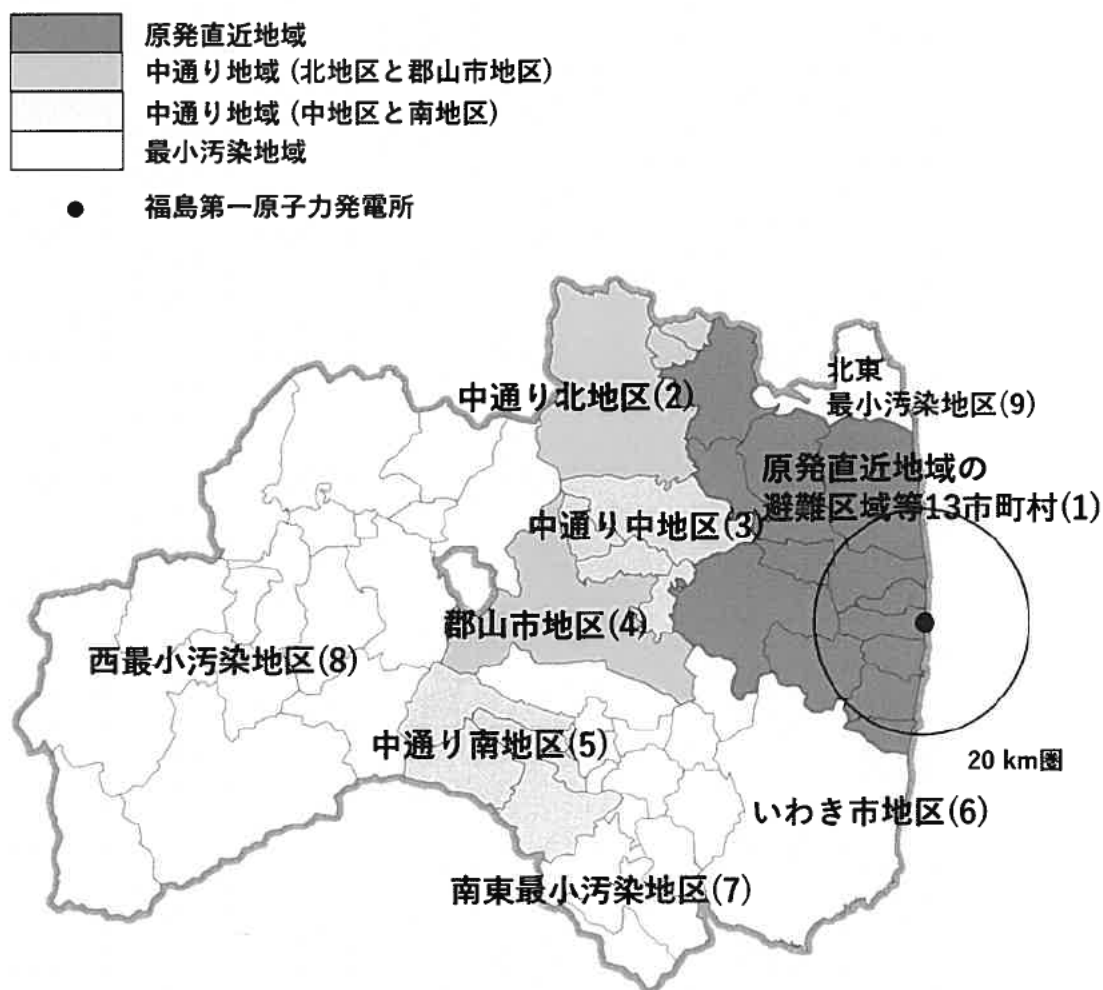 原発直近地域
中通り地域 (北地区と郡山市地区)
中通り地域 (中地区と南地区)
最小汚染地域
福島第一原子力発電所
中通り北地区(2)
北東
最小汚染地区(9)
原発直近地域の
避難区域等13市町村(1)
中通り中地区(3)
郡山市地区(4)
西最小汚染地区(8)
中通り南地区(5)
20 km圏
いわき市地区(6)
南東最小汚染地区(7)